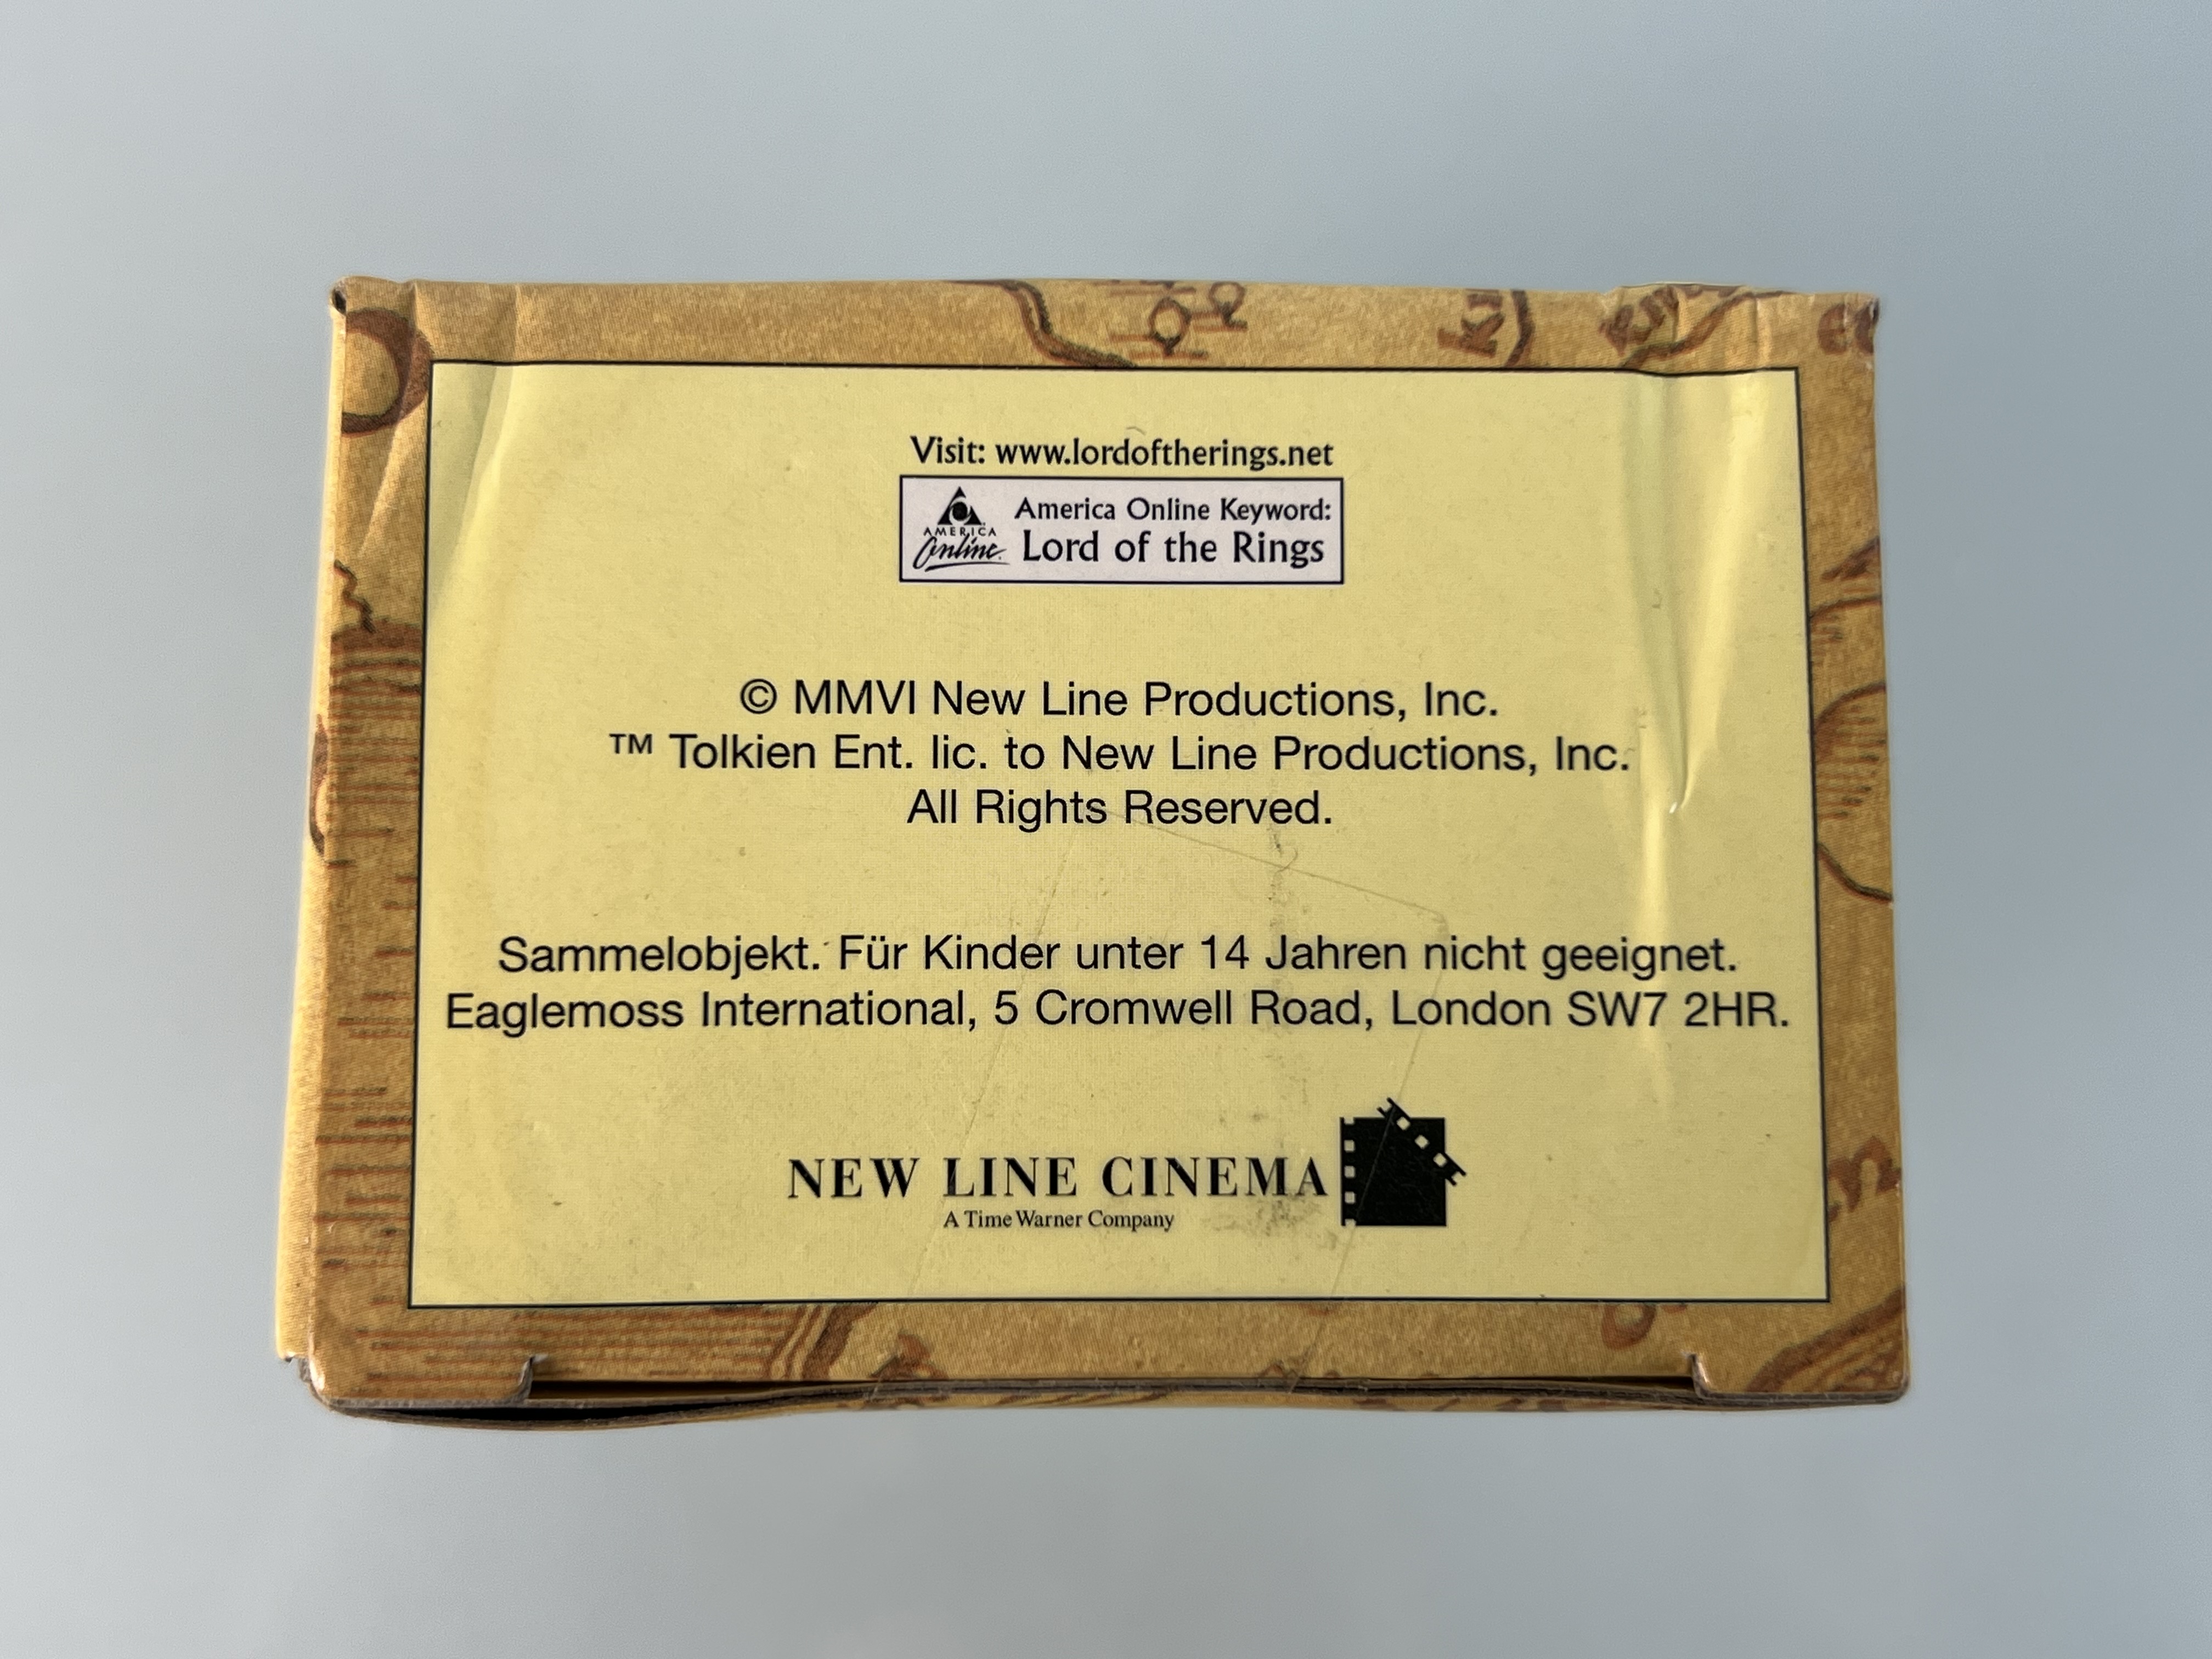 Visit: www.lordoftherings.net
AMERICA Online
America Online Keyword:
Lord of the Rings
© MMVI New Line Productions, Inc.
™ Tolkien Ent. lic. to New Line Productions, Inc.
All Rights Reserved.
Sammelobjekt. Für Kinder unter 14 Jahren nicht geeignet.
Eaglemoss International, 5 Cromwell Road, London SW7 2HR.
NEW LINE CINEMA
A Time Warner Company